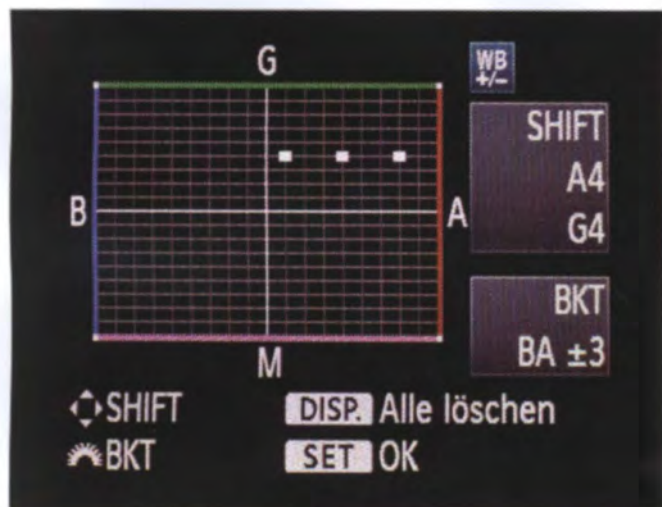 G
WB
+/−
SHIFT
A4
G4
B
A
BKT
BA ±3
M
SHIFT
DISP. Alle löschen
BKT
SET OK